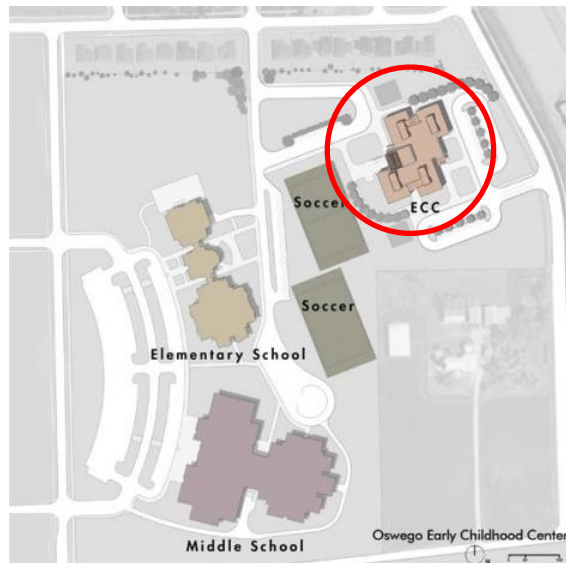 Soccer
ECC
Soccer
Elementary School
Middle School
Oswego Early Childhood Center
N